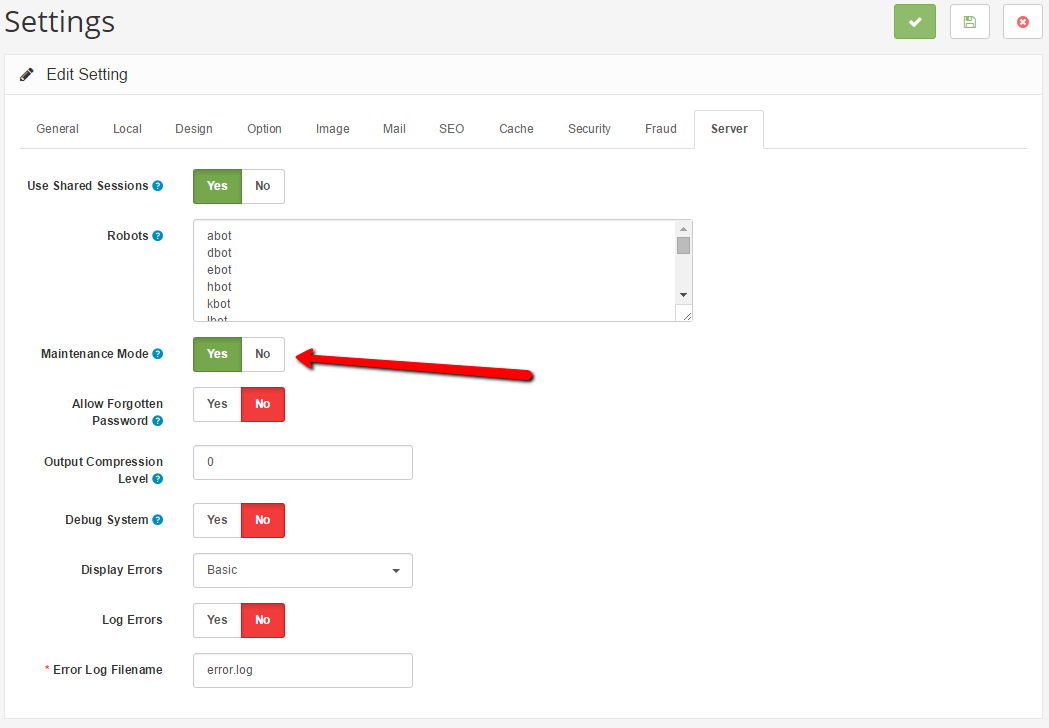 Settings
Edit Setting
General Local Design Option Image Mail SEO Cache Security Fraud Server
Use Shared Sessions ? Yes No
Robots ?
abot
dbot
ebot
hbot
kbot
Maintenance Mode ? Yes No
Allow Forgotten
Password ?
Yes No
Output Compression
Level ?
0
Debug System ? Yes No
Display Errors Basic
Log Errors Yes No
* Error Log Filename error.log